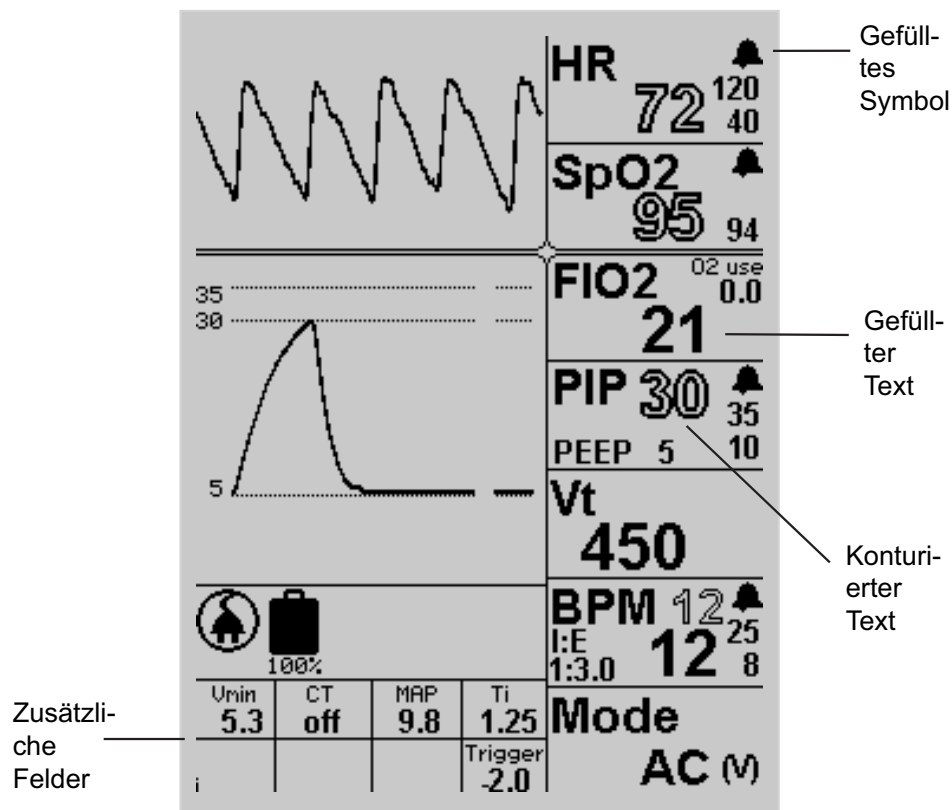 HR
72
120
40
Gefüll-
tes
Symbol
SpO2
95
94
35
30
5
FIO2
O2 use
0.0
21
Gefüll-
ter
Text
PIP 30
35
10
PEEP 5
Vt
450
Konturi-
erter
Text
BPM 12
25
I:E
12
1:3.0
8
100%
Zusätzli-
che
Felder
Vmin CT MAP Ti
5.3 off 9.8 1.25
Trigger
-2.0
Mode
AC (V)